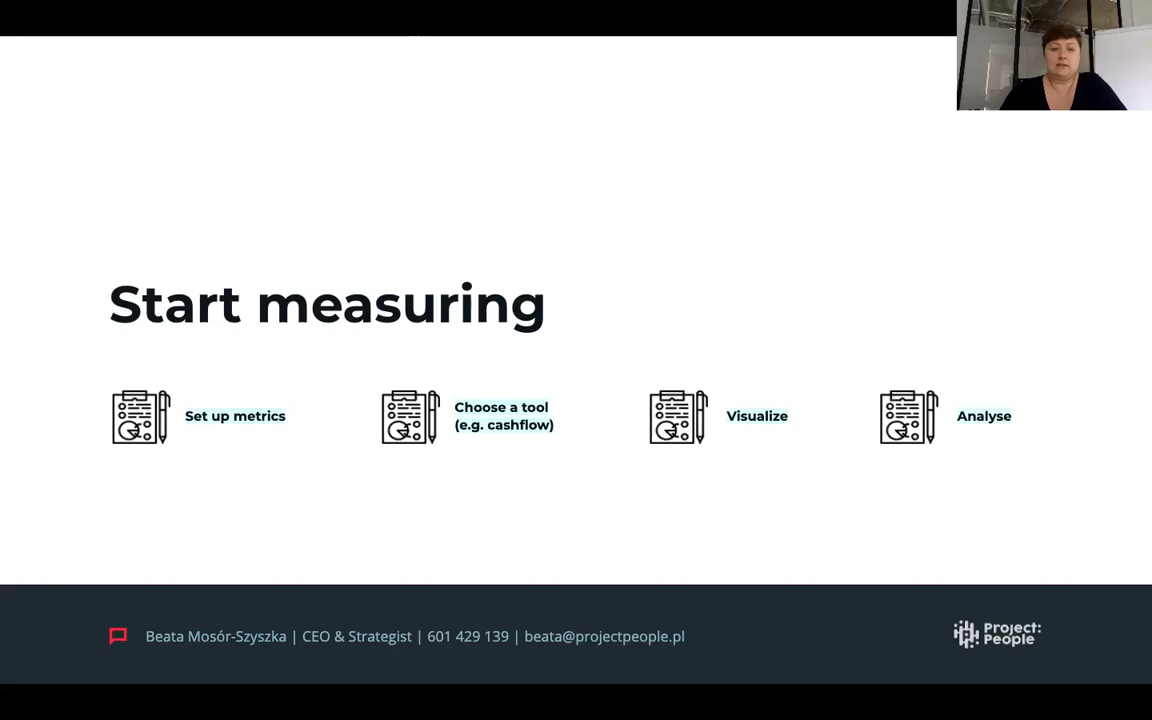 Start measuring
Set up metrics
Choose a tool
(e.g. cashflow)
Visualize
Analyse
Beata Mosór-Szyszka | CEO & Strategist | 601 429 139 | beata@projectpeople.pl
Project:
People